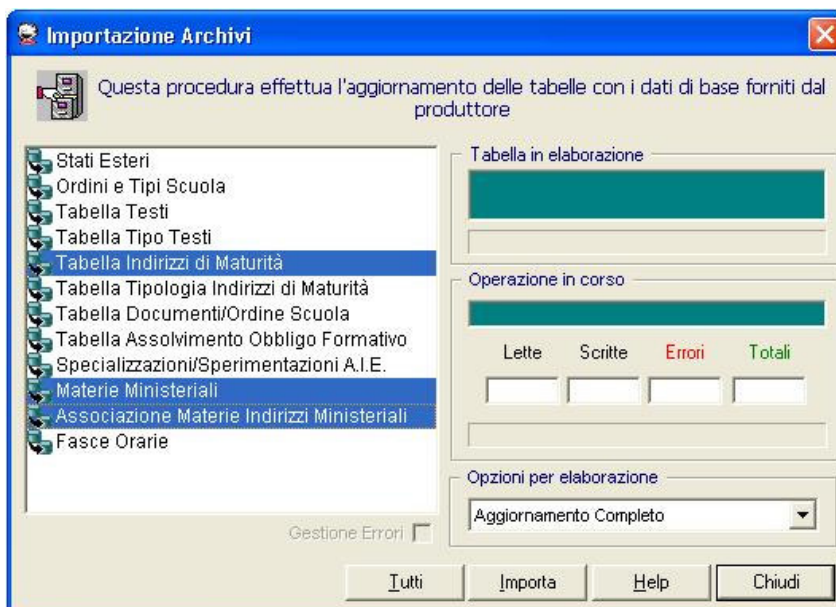 Importazione Archivi
Questa procedura effettua l'aggiornamento delle tabelle con i dati di base forniti dal
produttore
Stati Esteri
Ordini e Tipi Scuola
Tabella Testi
Tabella Tipo Testi
Tabella Indirizzi di Maturità
Tabella Tipologia Indirizzi di Maturità
Tabella Documenti/Ordine Scuola
Tabella Assolvimento Obbligo Formativo
Specializzazioni/Sperimentazioni A.I.E.
Materie Ministeriali
Associazione Materie Indirizzi Ministeriali
Fasce Orarie
Gestione Errori
Tabella in elaborazione
Operazione in corso
Lette Scritte Errori Totali
Opzioni per elaborazione
Aggiornamento Completo
Tutti Importa Help Chiudi